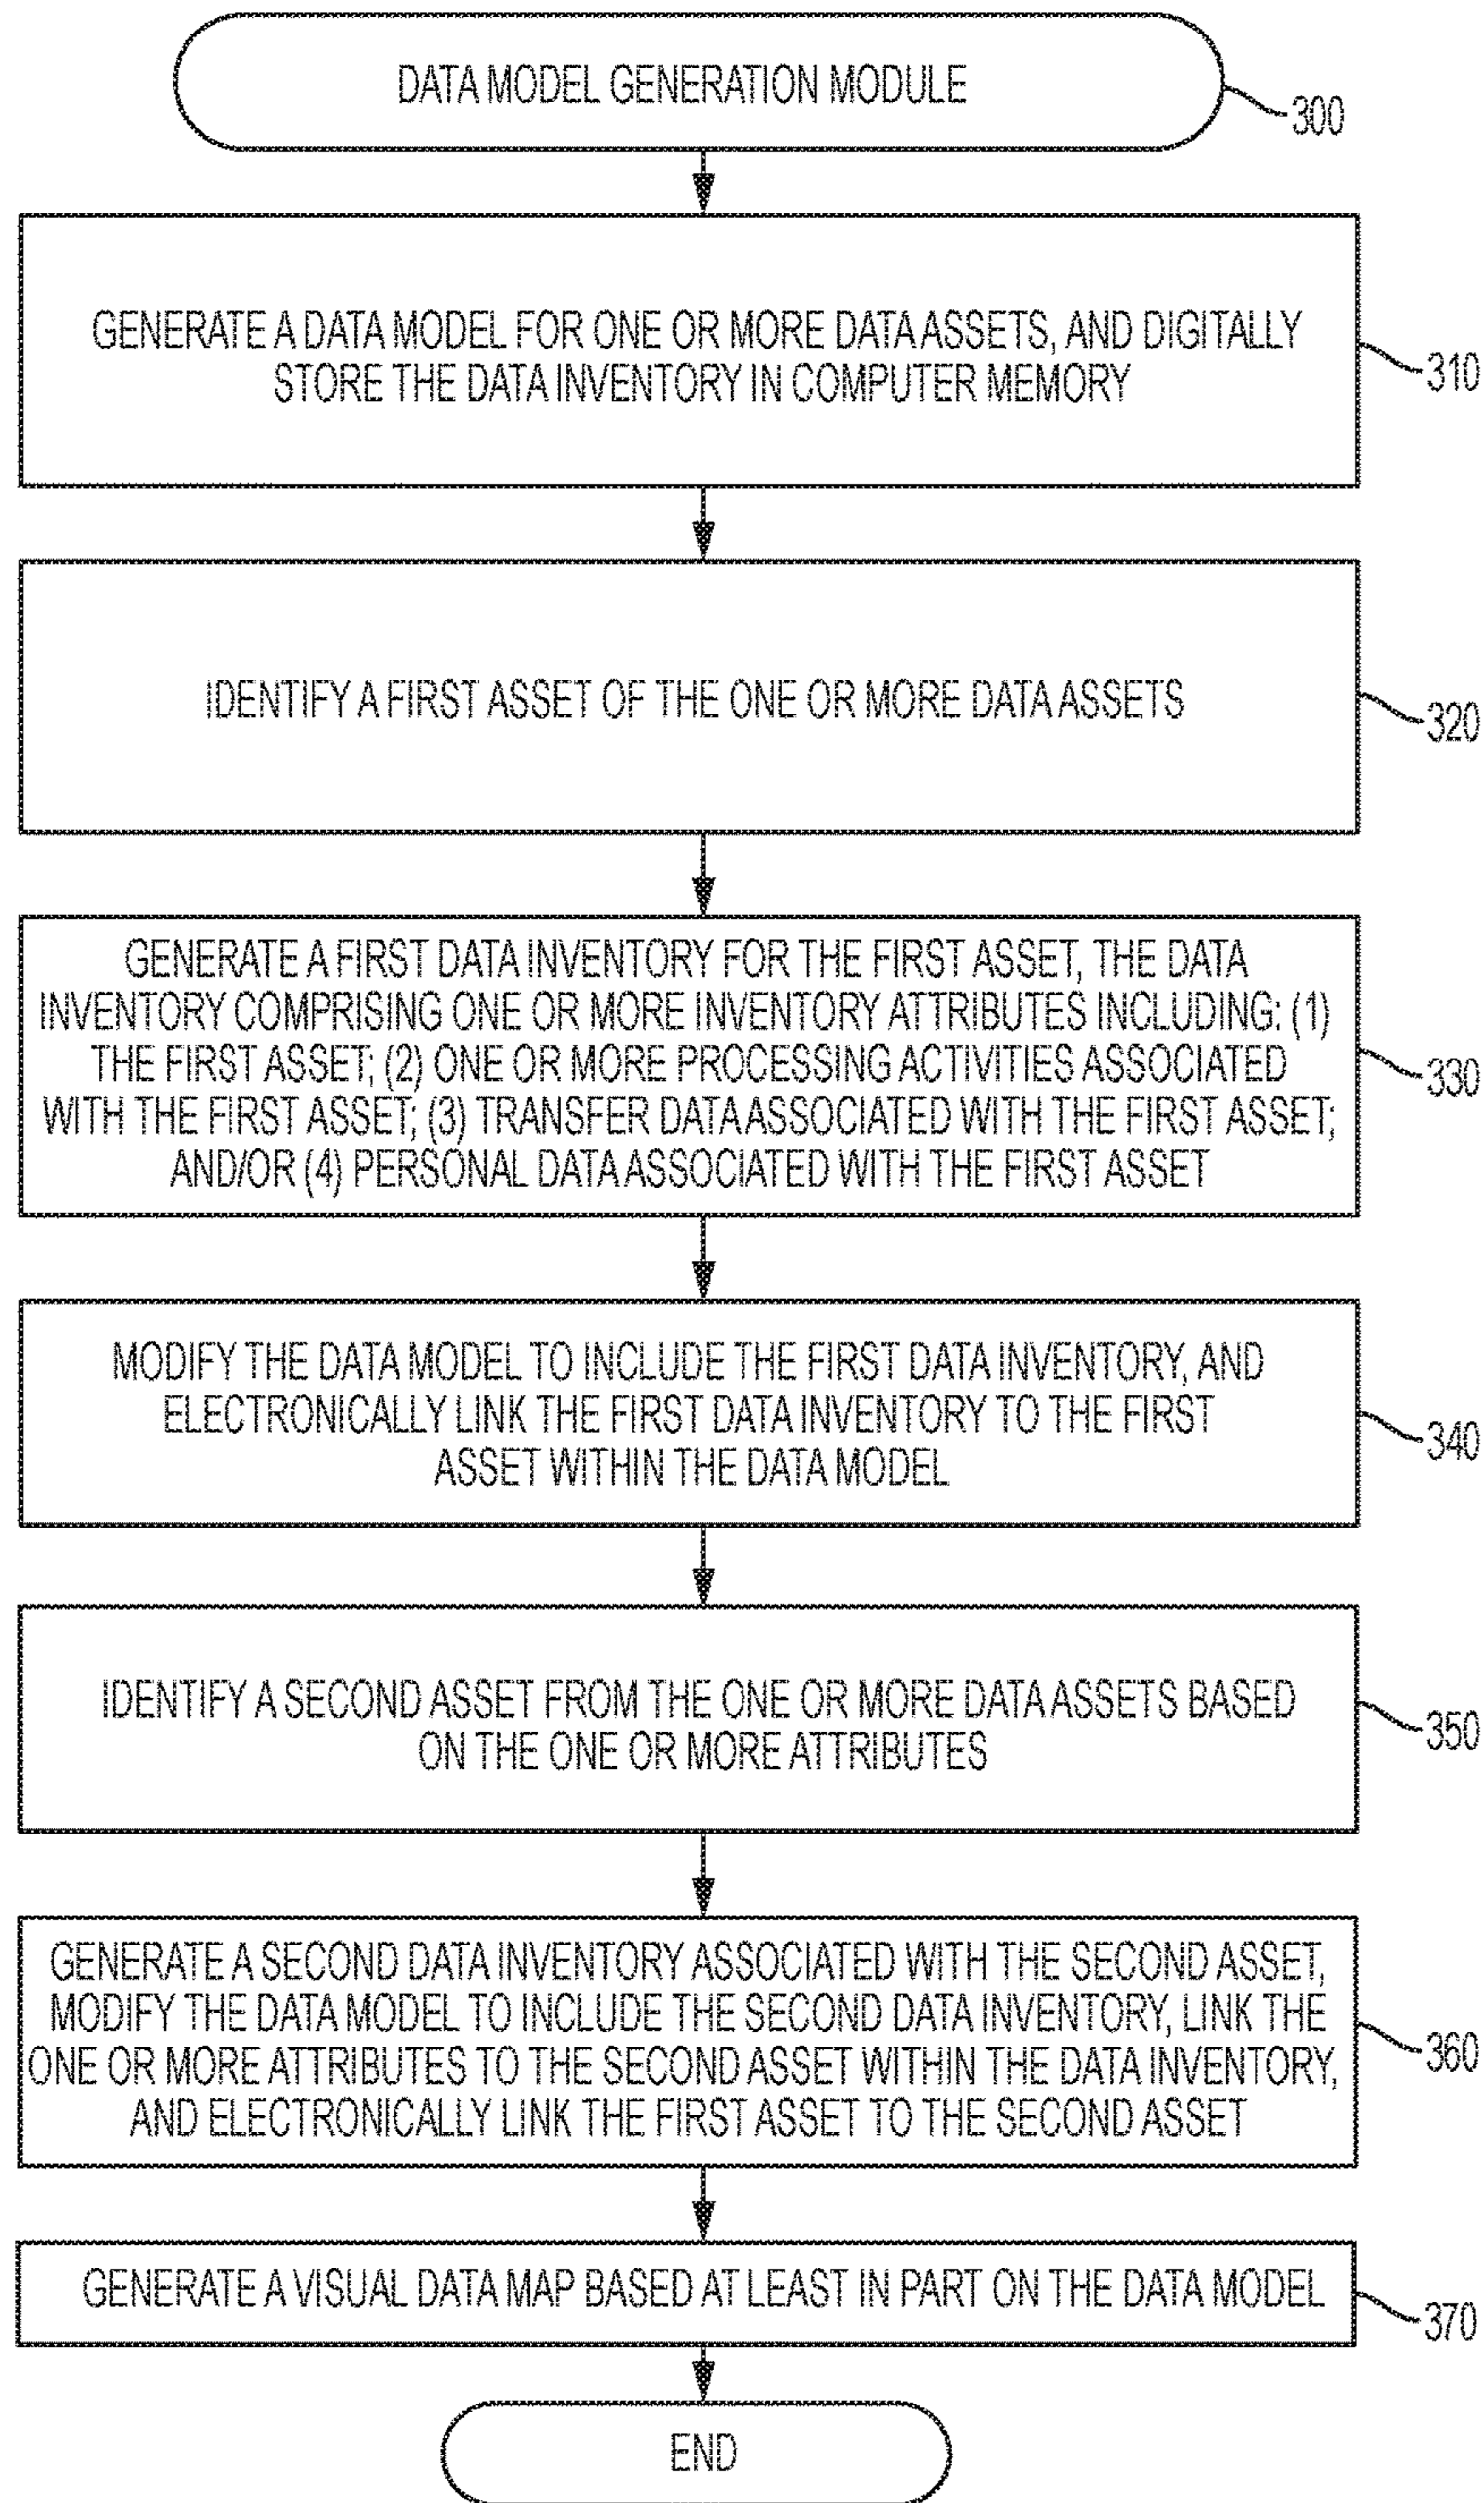 DATA MODEL GENERATION MODULE
300
GENERATE A DATA MODEL FOR ONE OR MORE DATA ASSETS, AND DIGITALLY
STORE THE DATA INVENTORY IN COMPUTER MEMORY
310
IDENTIFY A FIRST ASSET OF THE ONE OR MORE DATA ASSETS
320
GENERATE A FIRST DATA INVENTORY FOR THE FIRST ASSET, THE DATA
INVENTORY COMPRISING ONE OR MORE INVENTORY ATTRIBUTES INCLUDING: (1)
THE FIRST ASSET; (2) ONE OR MORE PROCESSING ACTIVITIES ASSOCIATED
WITH THE FIRST ASSET; (3) TRANSFER DATA ASSOCIATED WITH THE FIRST ASSET;
AND/OR (4) PERSONAL DATA ASSOCIATED WITH THE FIRST ASSET
330
MODIFY THE DATA MODEL TO INCLUDE THE FIRST DATA INVENTORY, AND
ELECTRONICALLY LINK THE FIRST DATA INVENTORY TO THE FIRST
ASSET WITHIN THE DATA MODEL
340
IDENTIFY A SECOND ASSET FROM THE ONE OR MORE DATA ASSETS BASED
ON THE ONE OR MORE ATTRIBUTES
350
GENERATE A SECOND DATA INVENTORY ASSOCIATED WITH THE SECOND ASSET,
MODIFY THE DATA MODEL TO INCLUDE THE SECOND DATA INVENTORY, LINK THE
ONE OR MORE ATTRIBUTES TO THE SECOND ASSET WITHIN THE DATA INVENTORY,
AND ELECTRONICALLY LINK THE FIRST ASSET TO THE SECOND ASSET
360
GENERATE A VISUAL DATA MAP BASED AT LEAST IN PART ON THE DATA MODEL
370
END